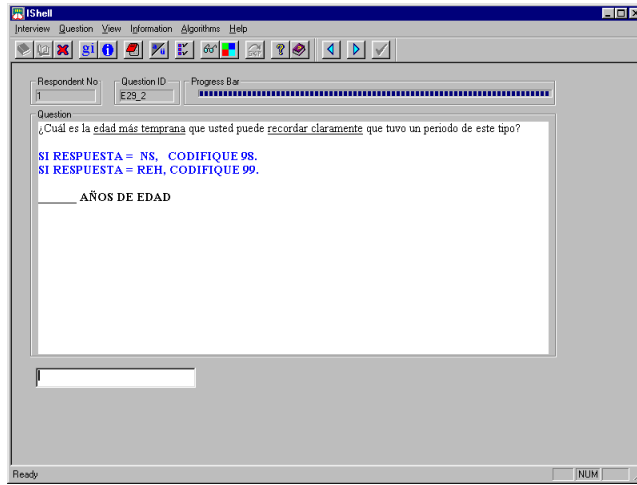 IShell
Interview Question View Information Algorithms Help
gi
Respondent No
Question ID
Progress Bar
1
E29_2
Question
¿Cuál es la edad más temprana que usted puede recordar claramente que tuvo un periodo de este tipo?
SI RESPUESTA = NS, CODIFIQUE 98.
SI RESPUESTA = REH, CODIFIQUE 99.
______ AÑOS DE EDAD
Ready
NUM